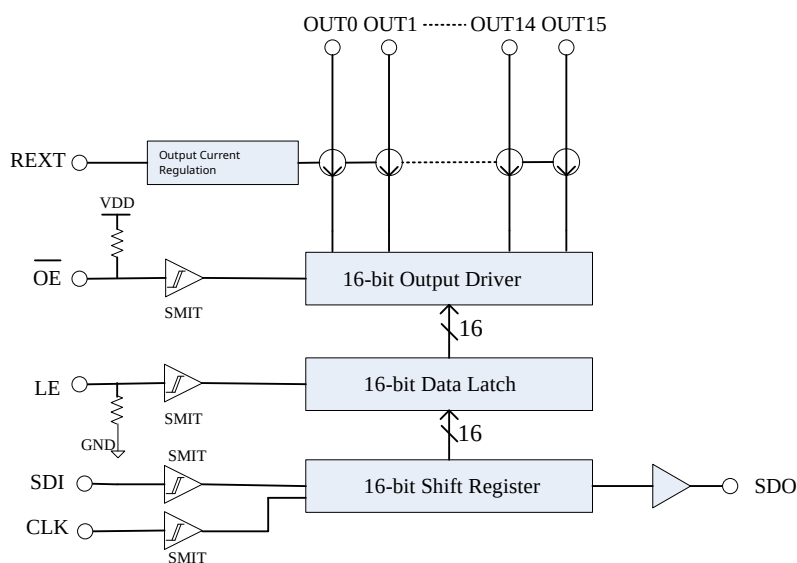 OUT0 OUT1 OUT14 OUT15
REXT
Output Current
Regulation
VDD
OE
SMIT
16-bit Output Driver
16
LE
SMIT
16-bit Data Latch
GND
16
SMIT
SDI
16-bit Shift Register
SDO
CLK
SMIT